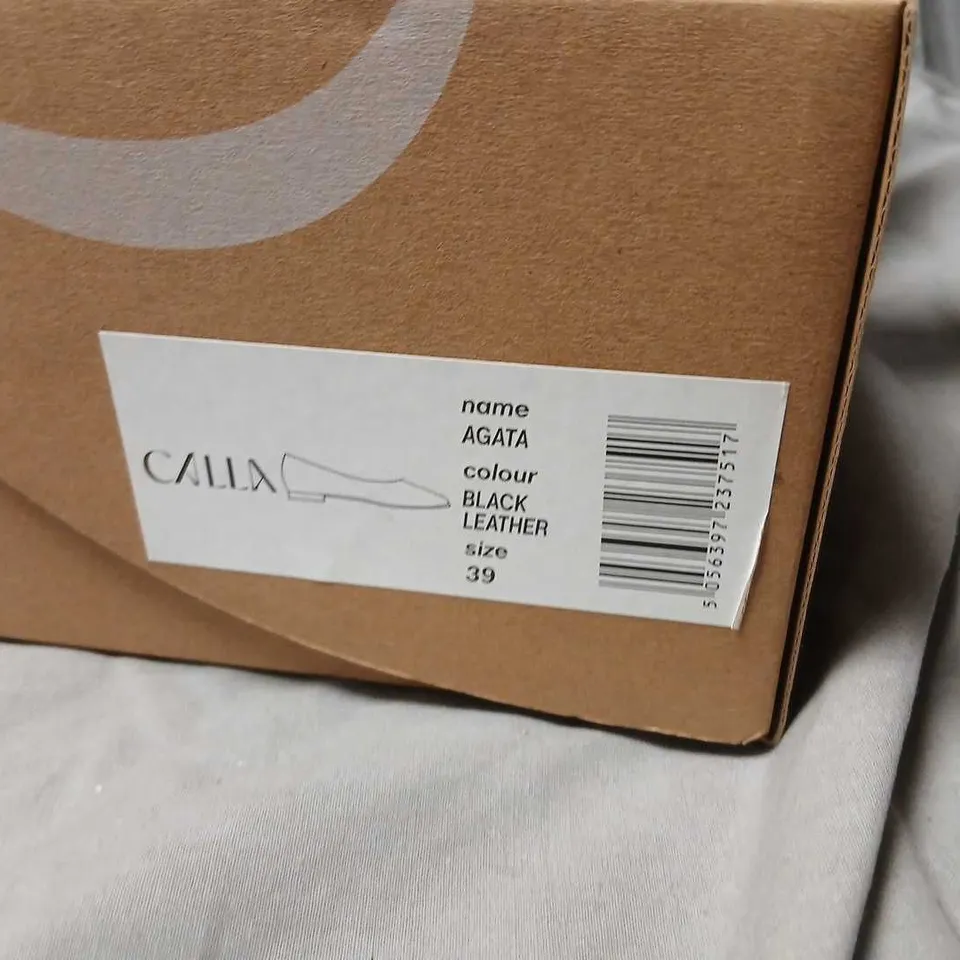 CALLA
name
AGATA
colour
BLACK
LEATHER
size
39
5 056397 237517